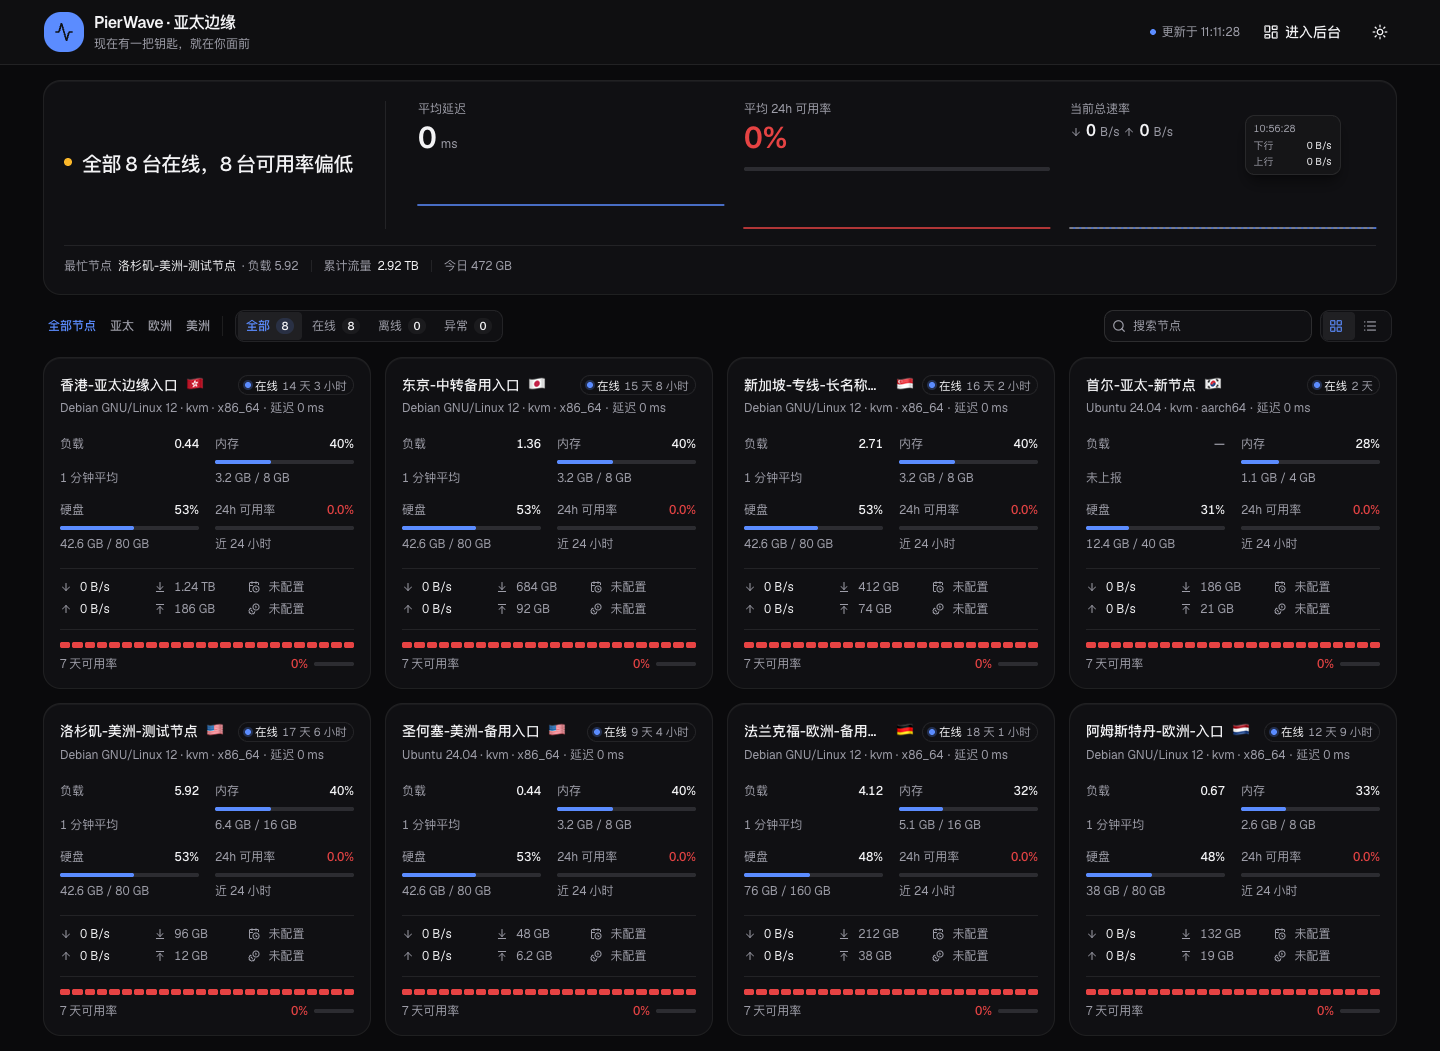 PierWave · 亚太边缘
现在有一把钥匙，就在你面前
更新于 11:11:28
进入后台
全部 8 台在线，8 台可用率偏低
平均延迟
0 ms
平均 24h 可用率
0%
当前总速率
↓ 0 B/s ↑ 0 B/s
10:56:28
下行 0 B/s
上行 0 B/s
最忙节点 洛杉矶-美洲-测试节点 · 负载 5.92
累计流量 2.92 TB
今日 472 GB
全部节点 亚太 欧洲 美洲
全部 8 在线 8 离线 0 异常 0
搜索节点
香港-亚太边缘入口 在线 14 天 3 小时
Debian GNU/Linux 12 · kvm · x86_64 · 延迟 0 ms
负载 0.44 内存 40%
1 分钟平均 3.2 GB / 8 GB
硬盘 53% 24h 可用率 0.0%
42.6 GB / 80 GB 近 24 小时
↓ 0 B/s 1.24 TB 未配置
↑ 0 B/s 186 GB 未配置
7 天可用率 0%
东京-中转备用入口 在线 15 天 8 小时
Debian GNU/Linux 12 · kvm · x86_64 · 延迟 0 ms
负载 1.36 内存 40%
1 分钟平均 3.2 GB / 8 GB
硬盘 53% 24h 可用率 0.0%
42.6 GB / 80 GB 近 24 小时
↓ 0 B/s 684 GB 未配置
↑ 0 B/s 92 GB 未配置
7 天可用率 0%
新加坡-专线-长名称... 在线 16 天 2 小时
Debian GNU/Linux 12 · kvm · x86_64 · 延迟 0 ms
负载 2.71 内存 40%
1 分钟平均 3.2 GB / 8 GB
硬盘 53% 24h 可用率 0.0%
42.6 GB / 80 GB 近 24 小时
↓ 0 B/s 412 GB 未配置
↑ 0 B/s 74 GB 未配置
7 天可用率 0%
首尔-亚太-新节点 在线 2 天
Ubuntu 24.04 · kvm · aarch64 · 延迟 0 ms
负载 — 内存 28%
未上报 1.1 GB / 4 GB
硬盘 31% 24h 可用率 0.0%
12.4 GB / 40 GB 近 24 小时
↓ 0 B/s 186 GB 未配置
↑ 0 B/s 21 GB 未配置
7 天可用率 0%
洛杉矶-美洲-测试节点 在线 17 天 6 小时
Debian GNU/Linux 12 · kvm · x86_64 · 延迟 0 ms
负载 5.92 内存 40%
1 分钟平均 6.4 GB / 16 GB
硬盘 53% 24h 可用率 0.0%
42.6 GB / 80 GB 近 24 小时
↓ 0 B/s 96 GB 未配置
↑ 0 B/s 12 GB 未配置
7 天可用率 0%
圣何塞-美洲-备用入口 在线 9 天 4 小时
Ubuntu 24.04 · kvm · x86_64 · 延迟 0 ms
负载 0.44 内存 40%
1 分钟平均 3.2 GB / 8 GB
硬盘 53% 24h 可用率 0.0%
42.6 GB / 80 GB 近 24 小时
↓ 0 B/s 48 GB 未配置
↑ 0 B/s 6.2 GB 未配置
7 天可用率 0%
法兰克福-欧洲-备用... 在线 18 天 1 小时
Debian GNU/Linux 12 · kvm · x86_64 · 延迟 0 ms
负载 4.12 内存 32%
1 分钟平均 5.1 GB / 16 GB
硬盘 48% 24h 可用率 0.0%
76 GB / 160 GB 近 24 小时
↓ 0 B/s 212 GB 未配置
↑ 0 B/s 38 GB 未配置
7 天可用率 0%
阿姆斯特丹-欧洲-入口 在线 12 天 9 小时
Debian GNU/Linux 12 · kvm · x86_64 · 延迟 0 ms
负载 0.67 内存 33%
1 分钟平均 2.6 GB / 8 GB
硬盘 48% 24h 可用率 0.0%
38 GB / 80 GB 近 24 小时
↓ 0 B/s 132 GB 未配置
↑ 0 B/s 19 GB 未配置
7 天可用率 0%